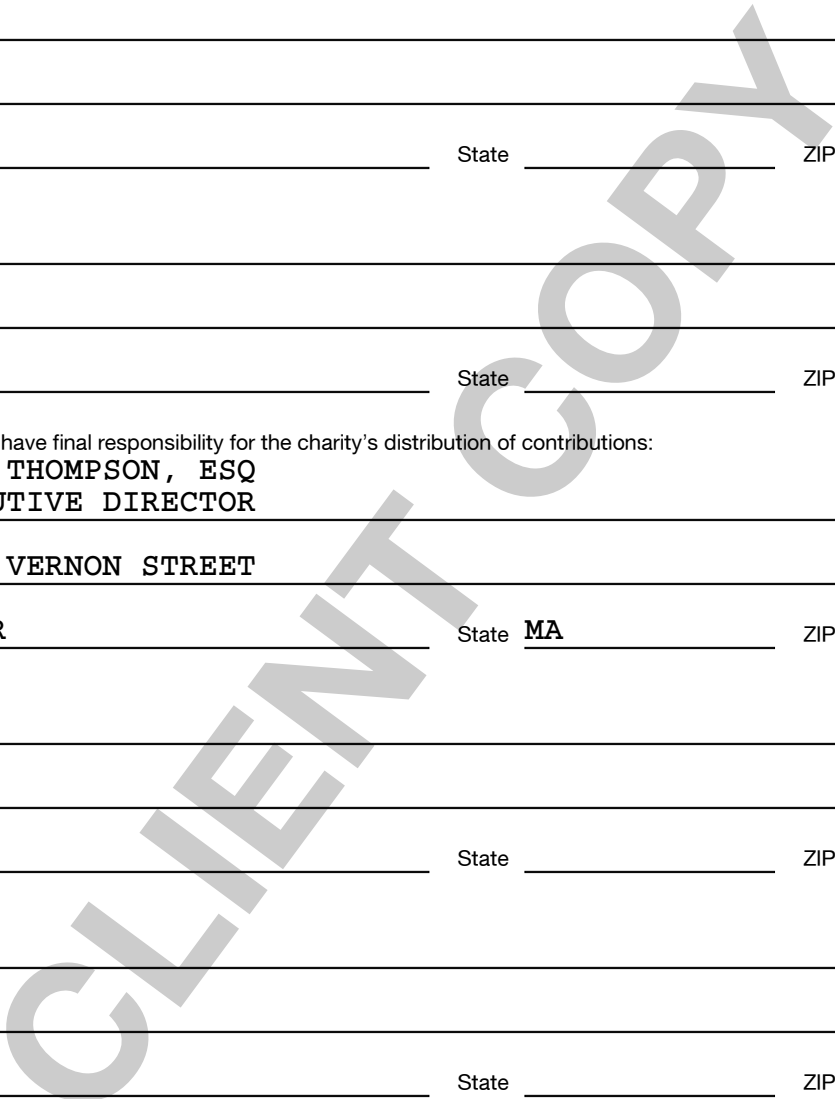 State ZIP
State ZIP
have final responsibility for the charity's distribution of contributions:
THOMPSON, ESQ
UTIVE DIRECTOR
VERNON STREET
R State MA ZIP
State ZIP
State ZIP
CLIENT COPY